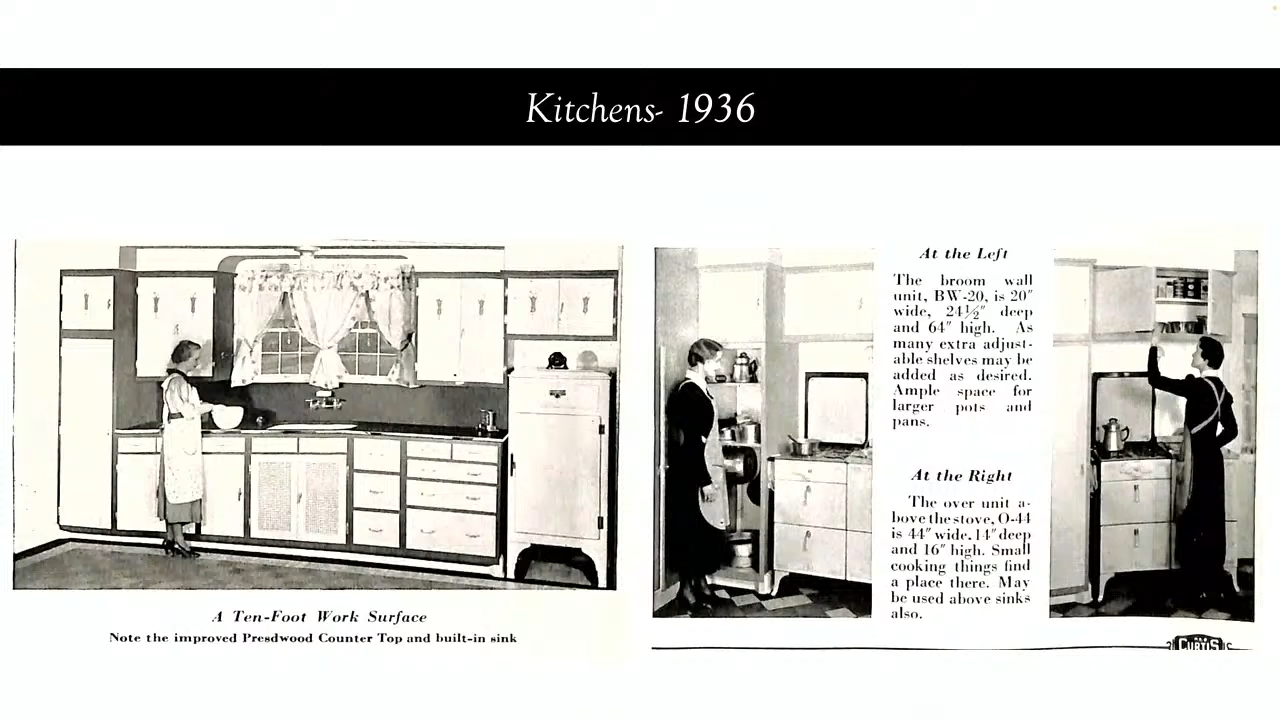 Kitchens- 1936
A Ten-Foot Work Surface
Note the improved Presdwood Counter Top and built-in sink
At the Left
The broom wall
unit, BW-20, is 20″
wide, 24½″ deep
and 64″ high. As
many extra adjust-
able shelves may be
added as desired.
Ample space for
larger pots and
pans.
At the Right
The over unit a-
bove the stove, O-44
is 44″ wide, 14″ deep
and 16″ high. Small
cooking things find
a place there. May
be used above sinks
also.
CURTIS